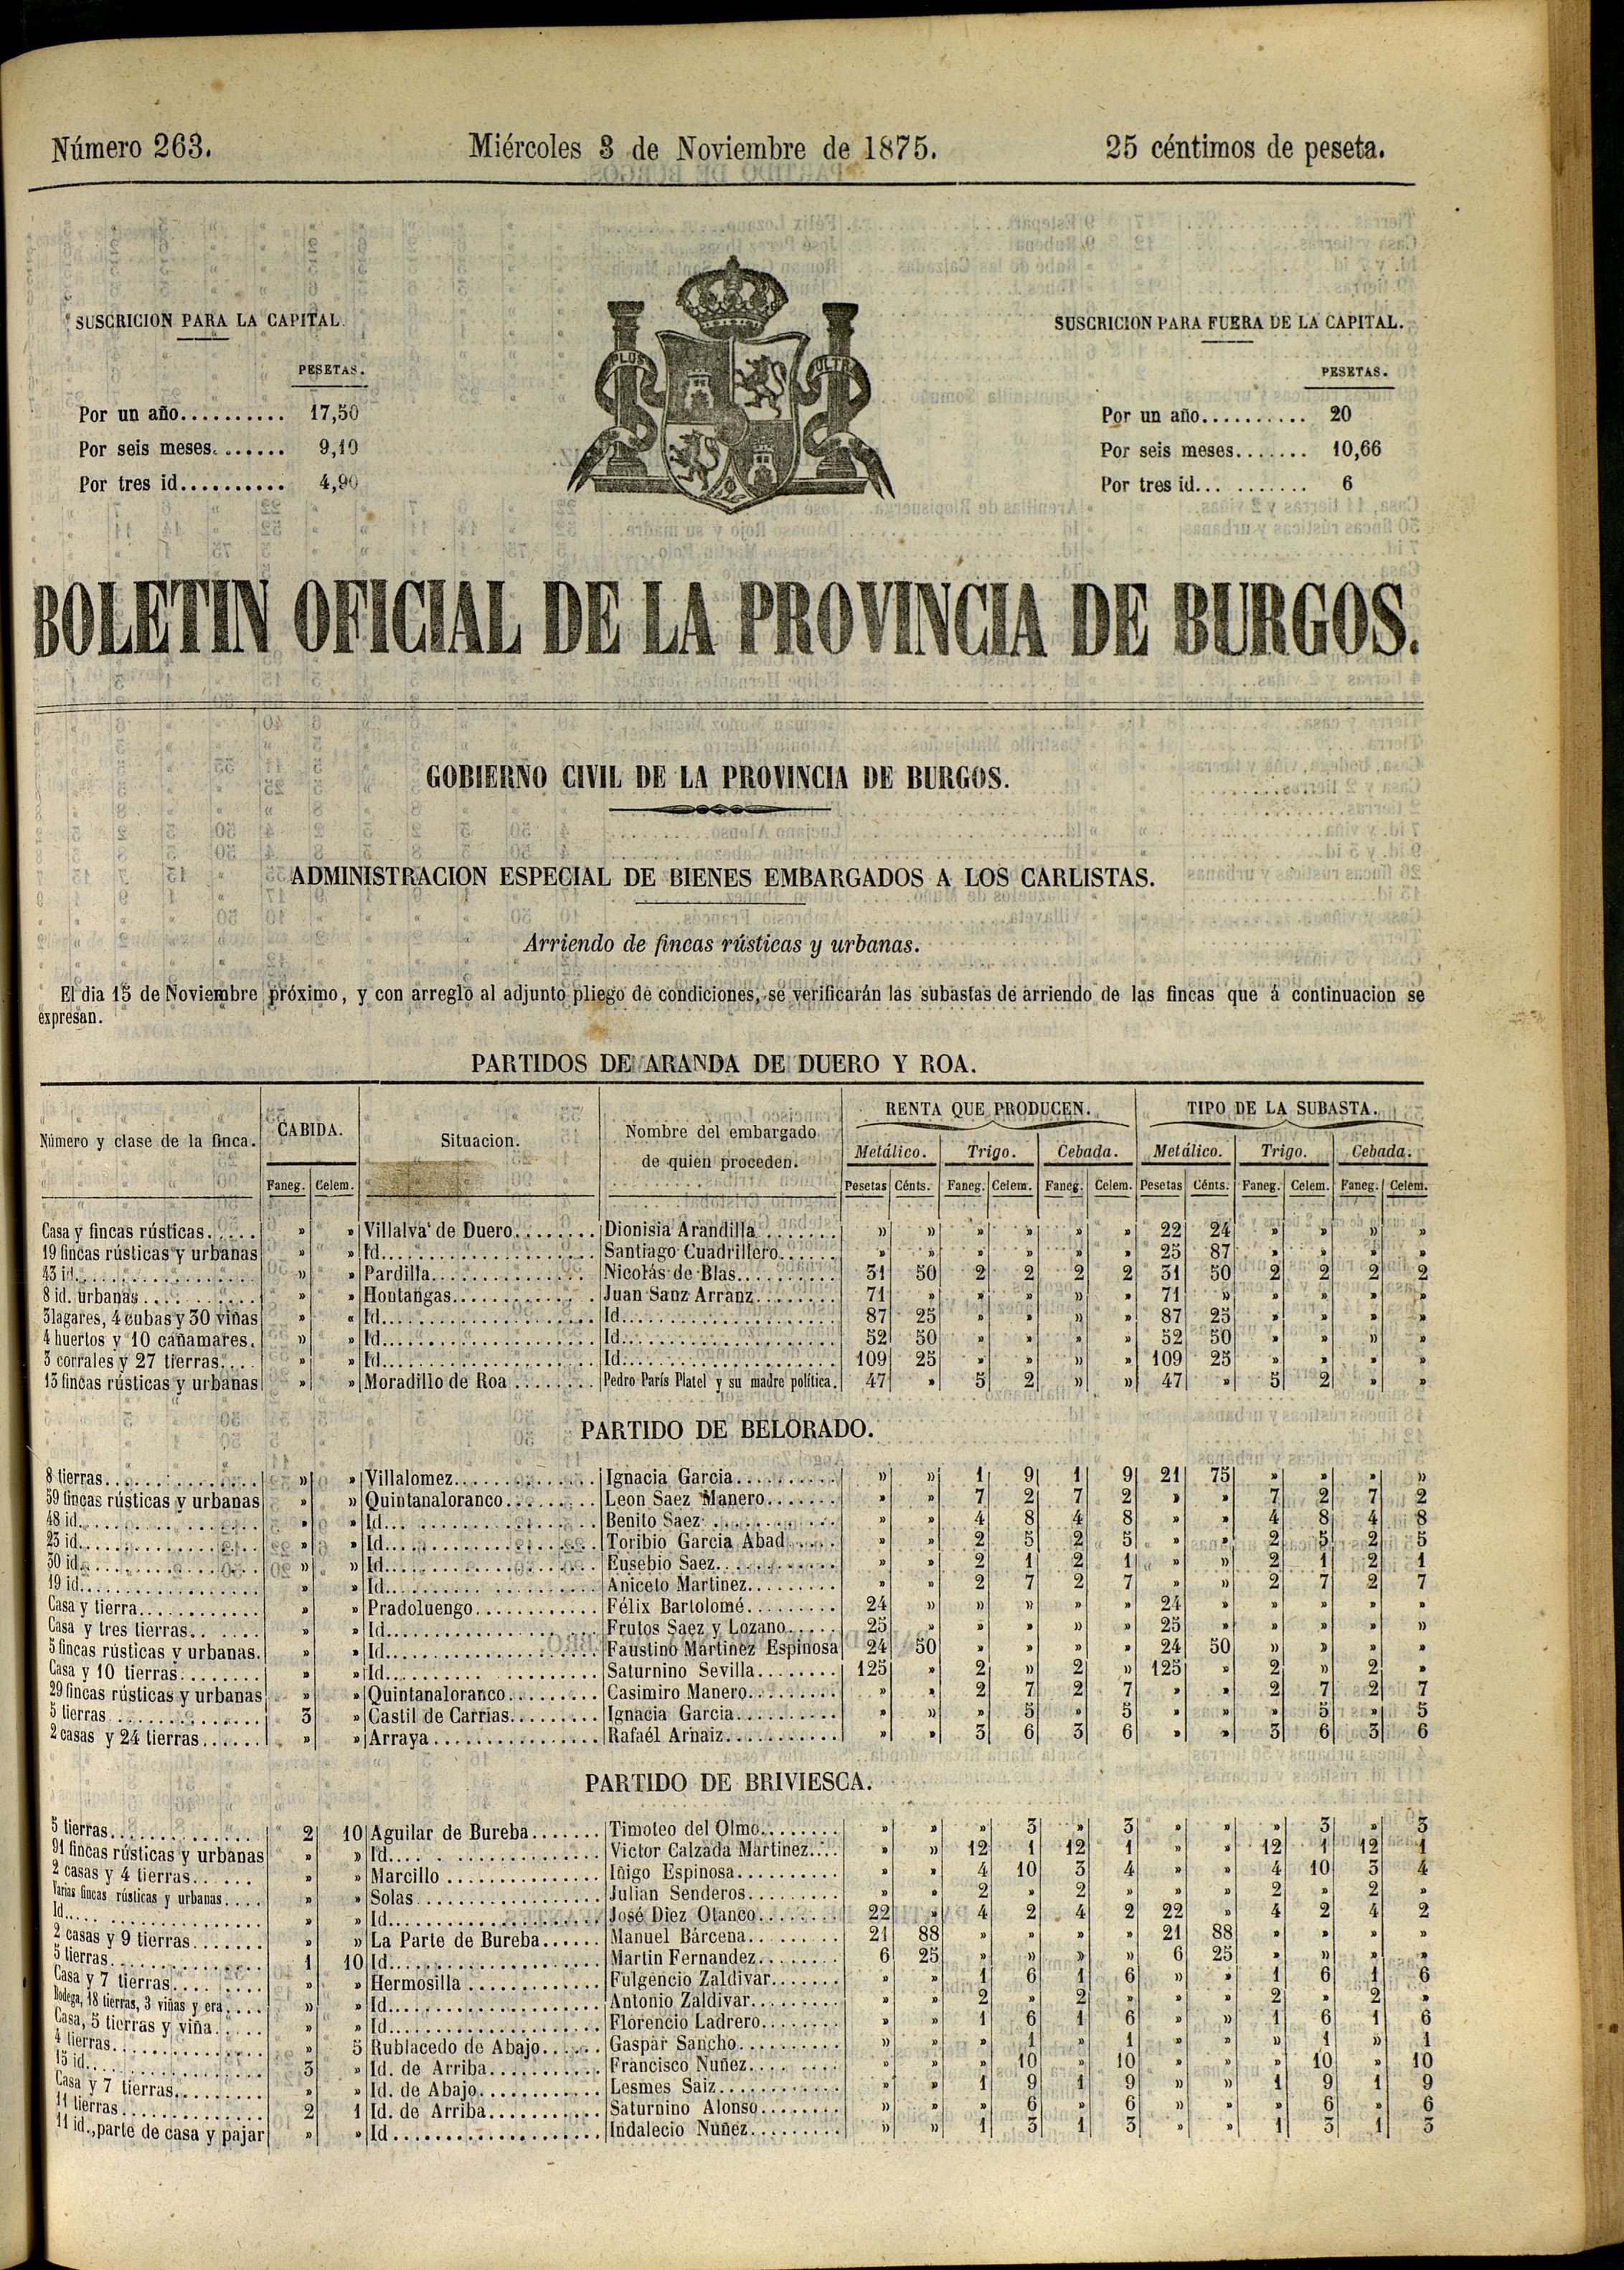 Número 263. Miércoles 3 de Noviembre de 1875. 25 céntimos de peseta.
SUSCRICION PARA LA CAPITAL.
PESETAS.
Por un año.......... 17,50
Por seis meses....... 9,10
Por tres id.......... 4,90
PLUS ULTRA
SUSCRICION PARA FUERA DE LA CAPITAL.
PESETAS.
Por un año.......... 20
Por seis meses....... 10,66
Por tres id... ....... 6
BOLETIN OFICIAL DE LA PROVINCIA DE BURGOS.
GOBIERNO CIVIL DE LA PROVINCIA DE BURGOS.
ADMINISTRACION ESPECIAL DE BIENES EMBARGADOS A LOS CARLISTAS.
Arriendo de fincas rústicas y urbanas.
El dia 15 de Noviembre próximo, y con arreglo al adjunto pliego de condiciones, se verificarán las subastas de arriendo de las fincas que á continuacion se
expresan.
PARTIDOS DE ARANDA DE DUERO Y ROA.
Número y clase de la finca. CABIDA. Situacion. Nombre del embargado de quien proceden. RENTA QUE PRODUCEN. TIPO DE LA SUBASTA.
Metálico. Trigo. Cebada. Metálico. Trigo. Cebada.
Faneg. Celem. Pesetas Cénts. Faneg. Celem. Faneg. Celem. Pesetas Cénts. Faneg. Celem. Faneg. Celem.
Casa y fincas rústicas..... » » Villalva de Duero........ Dionisia Arandilla........ » » » » » » 22 24 » » » »
19 fincas rústicas y urbanas » » Id.................... Santiago Cuadrillero...... » » » » » » 25 87 » » » »
43 id.................. » » Pardilla............... Nicolás de Blas.......... 31 50 2 2 2 2 31 50 2 2 2 2
8 id. urbanas........... » » Hontangas............. Juan Sanz Arranz........ 71 » » » » » 71 » » » » »
3 lagares, 4 cubas y 30 viñas » « Id.................... Id.................... 87 25 » » » » 87 25 » » » »
4 huertos y 10 cañamares. » » Id.................... Id.................... 52 50 » » » » 52 50 » » » »
3 corrales y 27 tierras.... » » Id.................... Id.................... 109 25 » » » » 109 25 » » » »
13 fincas rústicas y urbanas » » Moradillo de Roa ........ Pedro París Platel y su madre política. 47 » 5 2 » » 47 » 5 2 » »
PARTIDO DE BELORADO.
8 tierras............... » » Villalomez.............. Ignacia Garcia.......... » » 1 9 1 9 21 75 » » » »
59 fincas rústicas y urbanas » » Quintanaloranco......... Leon Saez Manero....... » » 7 2 7 2 » » 7 2 7 2
48 id.................. » » Id.................... Benito Saez............. » » 4 8 4 8 » » 4 8 4 8
23 id.................. » » Id.................... Toribio Garcia Abad..... » » 2 5 2 5 » » 2 5 2 5
30 id.................. » » Id.................... Eusebio Saez............ » » 2 1 2 1 » » 2 1 2 1
19 id.................. » » Id.................... Aniceto Martinez......... » » 2 7 2 7 » » 2 7 2 7
Casa y tierra............ » » Pradoluengo............ Félix Bartolomé......... 24 » » » » » 24 » » » » »
Casa y tres tierras....... » » Id.................... Frutos Saez y Lozano..... 25 » » » » » 25 » » » » »
5 fincas rústicas y urbanas. » » Id.................... Faustino Martinez Espinosa 24 50 » » » » 24 50 » » » »
Casa y 10 tierras........ » » Id.................... Saturnino Sevilla........ 125 » 2 » 2 » 125 » 2 » 2 »
29 fincas rústicas y urbanas » » Quintanaloranco......... Casimiro Manero......... » » 2 7 2 7 » » 2 7 2 7
5 tierras............... 3 » Castil de Carrias......... Ignacia Garcia.......... » » » 5 » 5 » » » 5 » 5
2 casas y 24 tierras...... » » Arraya................ Rafaél Arnaiz........... » » 3 6 3 6 » » 3 6 3 6
PARTIDO DE BRIVIESCA.
5 tierras.............. 2 10 Aguilar de Bureba....... Timoteo del Olmo........ » » » 3 » 3 » » » 3 » 3
91 fincas rústicas y urbanas » » Id.................... Victor Calzada Martinez.... » » 12 1 12 1 » » 12 1 12 1
2 casas y 4 tierras...... » » Marcillo ............... Iñigo Espinosa.......... » » 4 10 3 4 » » 4 10 3 4
Varias fincas rústicas y urbanas.... » » Solas.................. Julian Senderos......... » » 2 » 2 » » » 2 » 2 »
Id.................... » » Id.................... José Diez Otanco........ 22 » 4 2 4 2 22 » 4 2 4 2
2 casas y 9 tierras....... » » La Parte de Bureba...... Manuel Bárcena......... 21 88 » » » » 21 88 » » » »
5 tierras............... 1 10 Id.................... Martin Fernandez........ 6 25 » » » » 6 25 » » » »
Casa y 7 tierras......... » » Hermosilla ............. Fulgencio Zaldivar....... » » 1 6 1 6 » » 1 6 1 6
Bodega, 18 tierras, 3 viñas y era.... » » Id.................... Antonio Zaldivar......... » » 2 » 2 » » » 2 » 2 »
Casa, 5 tierras y viña..... » » Id.................... Florencio Ladrero........ » » 1 6 1 6 » » 1 6 1 6
4 tierras............... » 5 Rublacedo de Abajo...... Gaspar Sancho.......... » » » 1 » 1 » » » 1 » 1
15 id.................. 3 » Id. de Arriba........... Francisco Nuñez......... » » » 10 » 10 » » » 10 » 10
Casa y 7 tierras......... » » Id. de Abajo............ Lesmes Saiz............ » » 1 9 1 9 » » 1 9 1 9
11 tierras.............. 2 1 Id. de Arriba........... Saturnino Alonso........ » » » 6 » 6 » » » 6 » 6
11 id., parte de casa y pajar » » Id.................... Indalecio Nuñez......... » » 1 3 1 3 » » 1 3 1 3